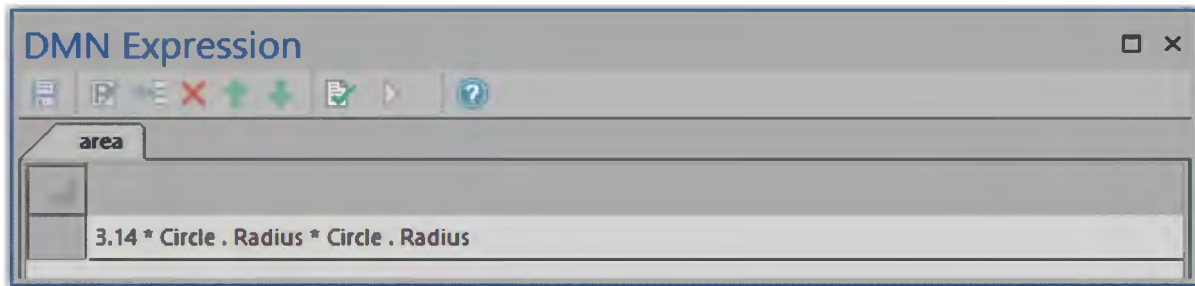 DMN Expression
area
3.14 * Circle . Radius * Circle . Radius